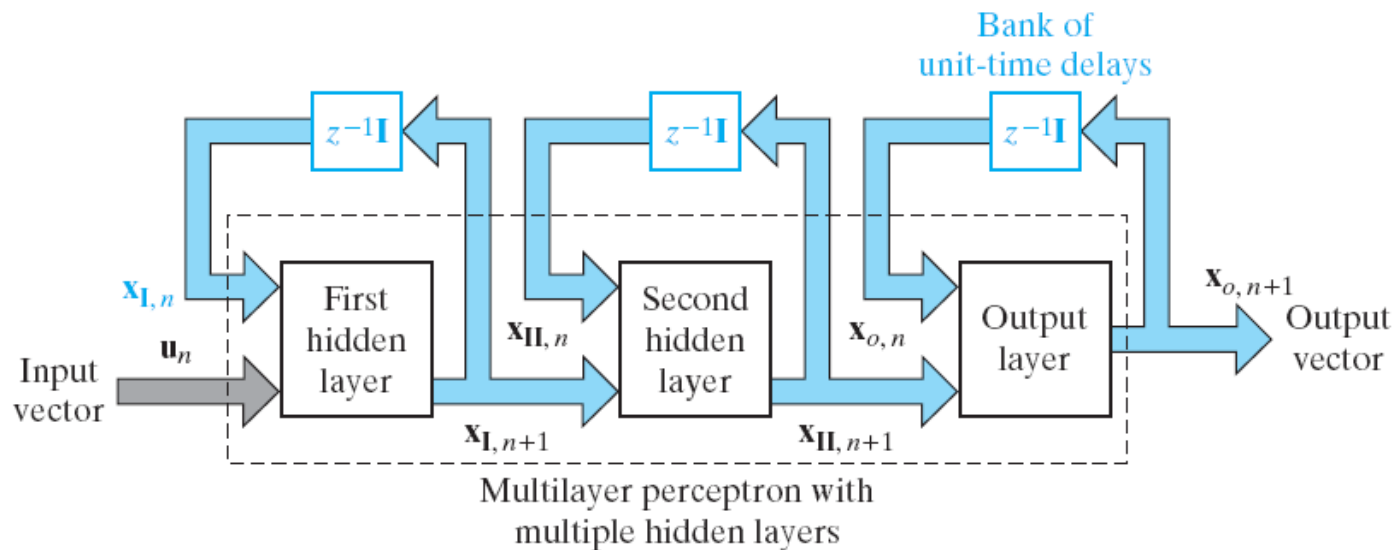 Bank of
unit-time delays
z⁻¹I
z⁻¹I
z⁻¹I
x_I, n
First
hidden
layer
x_II, n
Second
hidden
layer
x_o, n
Output
layer
x_o, n+1
Output
vector
u_n
Input
vector
x_I, n+1
x_II, n+1
Multilayer perceptron with
multiple hidden layers